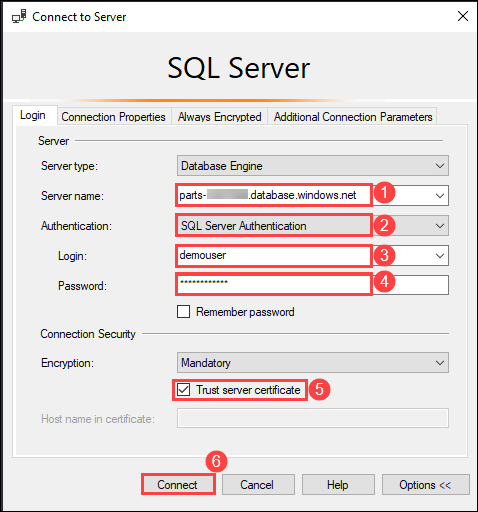 Connect to Server
SQL Server
Login Connection Properties Always Encrypted Additional Connection Parameters
Server
Server type: Database Engine
Server name: parts- .database.windows.net 1
Authentication: SQL Server Authentication 2
Login: demouser 3
Password: ************ 4
Remember password
Connection Security
Encryption: Mandatory
Trust server certificate 5
Host name in certificate:
6
Connect Cancel Help Options <<